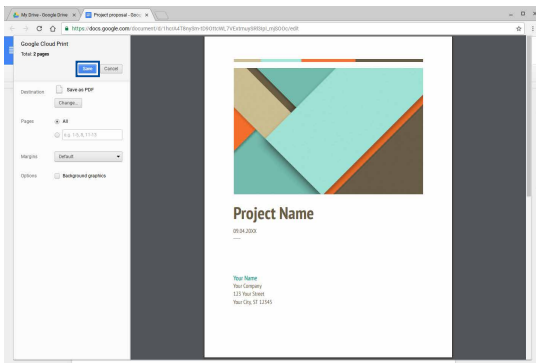 My Drive - Google Drive
Project proposal - Goog
https://docs.google.com/document/d/
Google Cloud Print
Total: 2 pages
Save Cancel
Destination Save as PDF
Change...
Pages All
e.g. 1-5, 8, 11-13
Margins Default
Options Background graphics
Project Name
09.04.20XX
Your Name
Your Company
123 Your Street
Your City, ST 12345